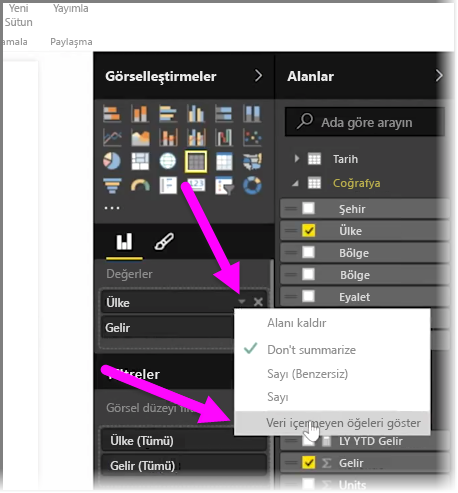 Yeni
Sütun
Yayımla
amala
Paylaşma
Görselleştirmeler
Alanlar
Ada göre arayın
Tarih
Coğrafya
Şehir
Ülke
Bölge
Bölge
Eyalet
Değerler
Ülke
Gelir
Alanı kaldır
Don't summarize
Sayı (Benzersiz)
Sayı
Veri içermeyen öğeleri göster
Görsel düzeyi
Ülke (Tümü)
Gelir (Tümü)
LY YTD Gelir
Gelir
Units